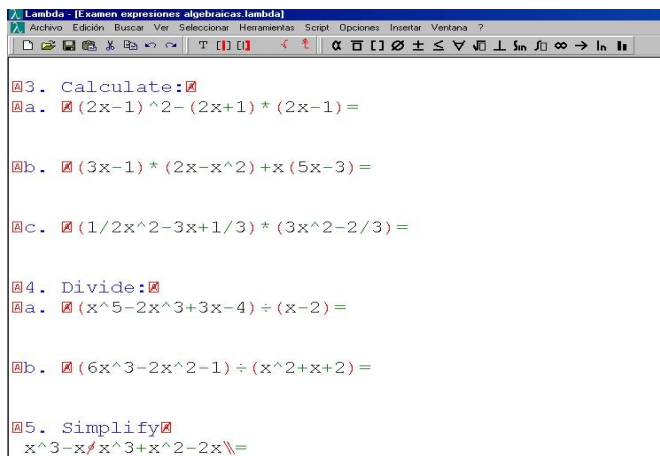 Lambda - [Examen expresiones algebraicas.lambda]
Archivo Edición Buscar Ver Seleccionar Herramientas Script Opciones Insertar Ventana ?
3. Calculate:
a. (2x-1)^2-(2x+1)*(2x-1)=
b. (3x-1)*(2x-x^2)+x(5x-3)=
c. (1/2x^2-3x+1/3)*(3x^2-2/3)=
4. Divide:
a. (x^5-2x^3+3x-4)÷(x-2)=
b. (6x^3-2x^2-1)÷(x^2+x+2)=
5. Simplify
x^3-x/x^3+x^2-2x\\=